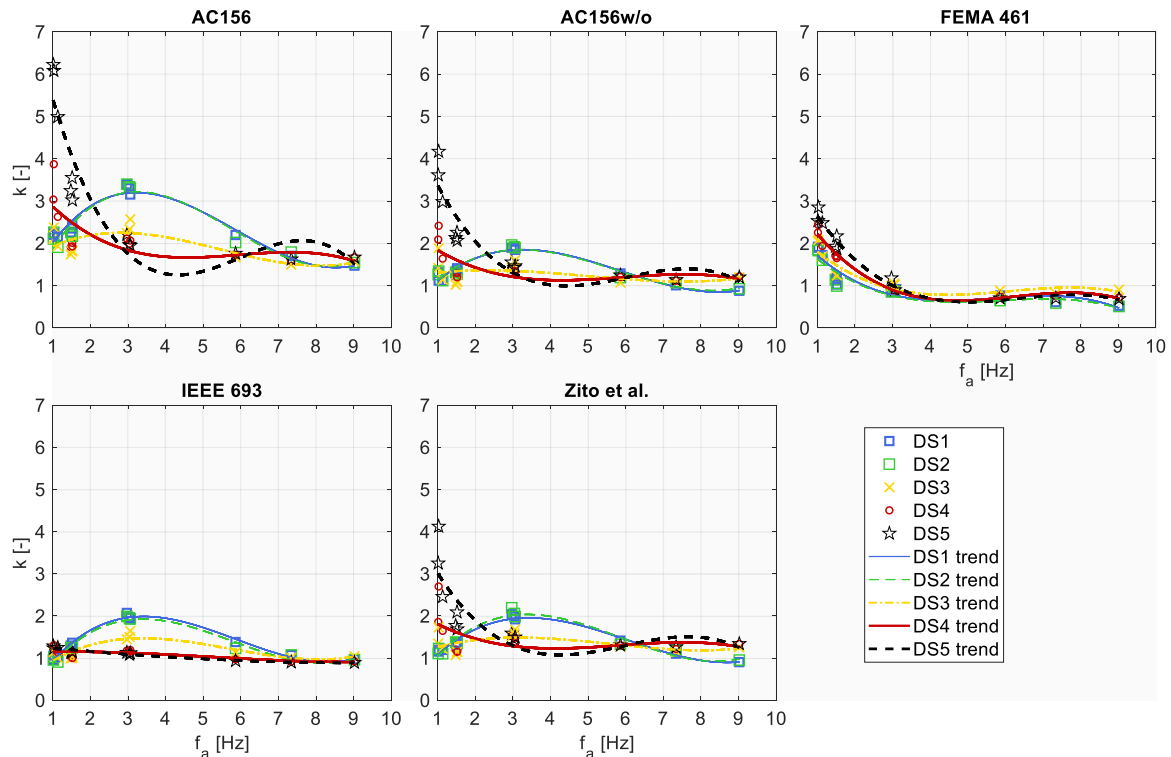 AC156
7
6
5
4
3
2
1
0
k [-]
1 2 3 4 5 6 7 8 9 10
AC156w/o
7
6
5
4
3
2
1
0
1 2 3 4 5 6 7 8 9 10
FEMA 461
7
6
5
4
3
2
1
0
1 2 3 4 5 6 7 8 9 10
f_a [Hz]
IEEE 693
7
6
5
4
3
2
1
0
k [-]
1 2 3 4 5 6 7 8 9 10
f_a [Hz]
Zito et al.
7
6
5
4
3
2
1
0
1 2 3 4 5 6 7 8 9 10
f_a [Hz]
DS1
DS2
DS3
DS4
DS5
DS1 trend
DS2 trend
DS3 trend
DS4 trend
DS5 trend